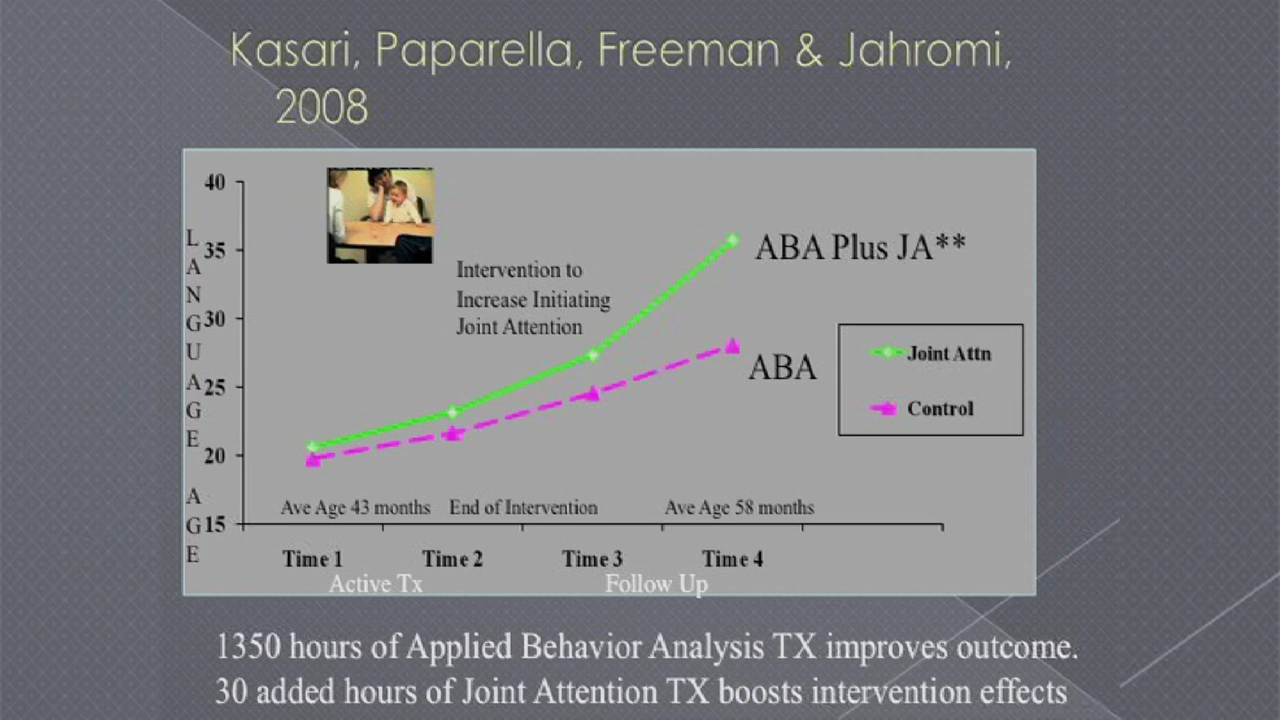 Kasari, Paparella, Freeman & Jahromi,
2008
40
35
30
25
20
15
LANGUAGE AGE
Intervention to
Increase Initiating
Joint Attention
ABA Plus JA**
ABA
Joint Attn
Control
Ave Age 43 months
End of Intervention
Ave Age 58 months
Time 1
Time 2
Time 3
Time 4
Active Tx
Follow Up
1350 hours of Applied Behavior Analysis TX improves outcome.
30 added hours of Joint Attention TX boosts intervention effects